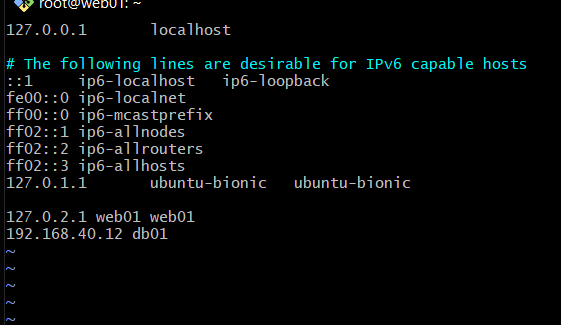 root@web01: ~
127.0.0.1 localhost
# The following lines are desirable for IPv6 capable hosts
::1 ip6-localhost ip6-loopback
fe00::0 ip6-localnet
ff00::0 ip6-mcastprefix
ff02::1 ip6-allnodes
ff02::2 ip6-allrouters
ff02::3 ip6-allhosts
127.0.1.1 ubuntu-bionic ubuntu-bionic
127.0.2.1 web01 web01
192.168.40.12 db01
~
~
~
~
~